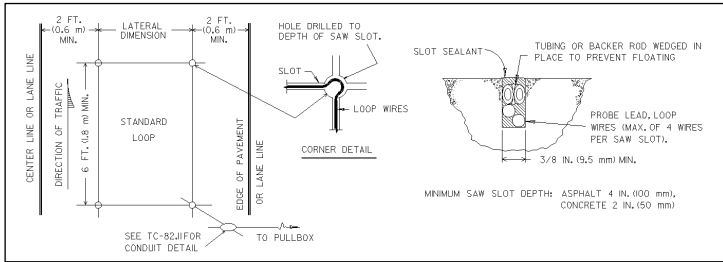 2 FT.
(0.6 m)
MIN.
LATERAL
DIMENSION
2 FT.
(0.6 m)
MIN.
CENTER LINE OR LANE LINE
DIRECTION OF TRAFFIC
6 FT. (1.8 m) MIN.
STANDARD
LOOP
EDGE OF PAVEMENT
OR LANE LINE
SEE TC-82.11 FOR
CONDUIT DETAIL
TO PULLBOX
HOLE DRILLED TO
DEPTH OF SAW SLOT.
SLOT
LOOP WIRES
CORNER DETAIL
SLOT SEALANT
TUBING OR BACKER ROD WEDGED IN
PLACE TO PREVENT FLOATING
PROBE LEAD, LOOP
WIRES (MAX. OF 4 WIRES
PER SAW SLOT).
3/8 IN. (9.5 mm) MIN.
MINIMUM SAW SLOT DEPTH: ASPHALT 4 IN. (100 mm),
CONCRETE 2 IN. (50 mm)